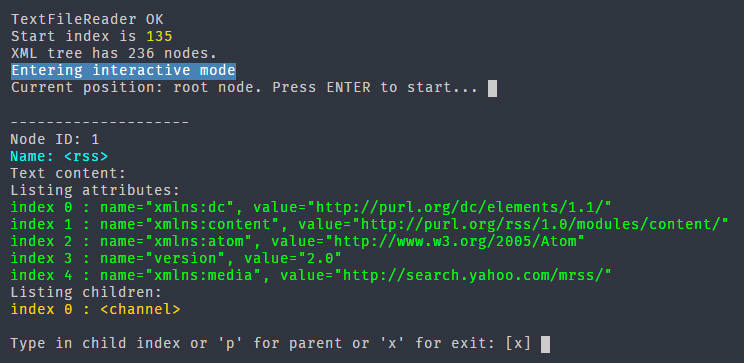 TextFileReader OK
Start index is 135
XML tree has 236 nodes.
Entering interactive mode
Current position: root node. Press ENTER to start...
--------------------
Node ID: 1
Name: <rss>
Text content:
Listing attributes:
index 0 : name="xmlns:dc", value="http://purl.org/dc/elements/1.1/"
index 1 : name="xmlns:content", value="http://purl.org/rss/1.0/modules/content/"
index 2 : name="xmlns:atom", value="http://www.w3.org/2005/Atom"
index 3 : name="version", value="2.0"
index 4 : name="xmlns:media", value="http://search.yahoo.com/mrss/"
Listing children:
index 0 : <channel>
Type in child index or 'p' for parent or 'x' for exit: [x]